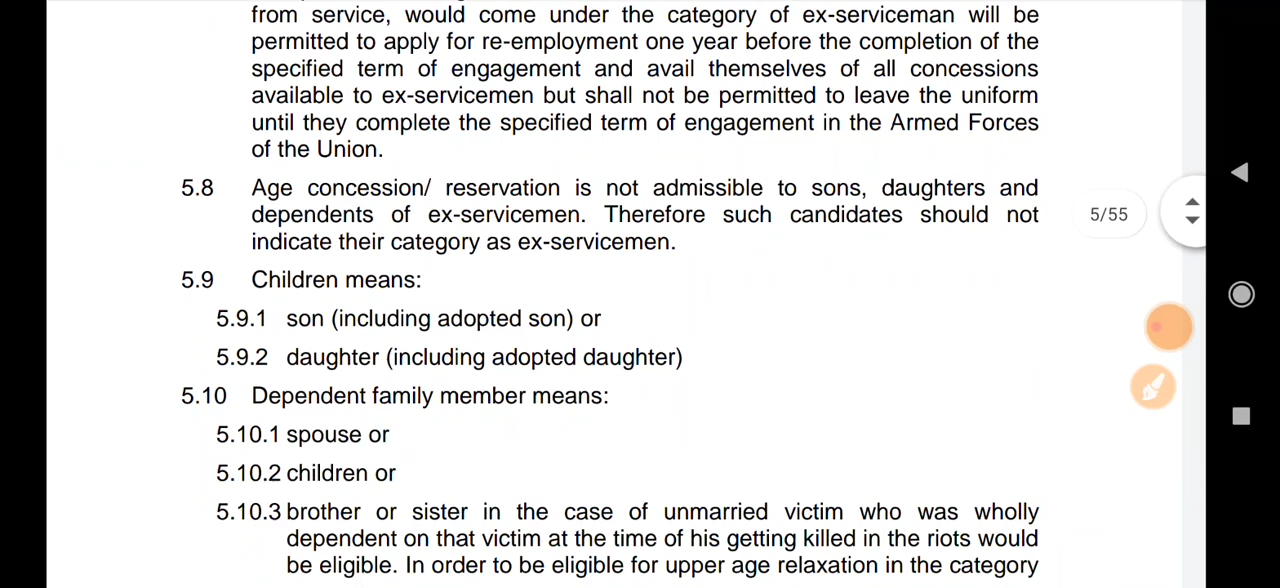 from service, would come under the category of ex-serviceman will be
permitted to apply for re-employment one year before the completion of the
specified term of engagement and avail themselves of all concessions
available to ex-servicemen but shall not be permitted to leave the uniform
until they complete the specified term of engagement in the Armed Forces
of the Union.
5.8 Age concession/ reservation is not admissible to sons, daughters and
dependents of ex-servicemen. Therefore such candidates should not
indicate their category as ex-servicemen.
5/55
5.9 Children means:
5.9.1 son (including adopted son) or
5.9.2 daughter (including adopted daughter)
5.10 Dependent family member means:
5.10.1 spouse or
5.10.2 children or
5.10.3 brother or sister in the case of unmarried victim who was wholly
dependent on that victim at the time of his getting killed in the riots would
be eligible. In order to be eligible for upper age relaxation in the category